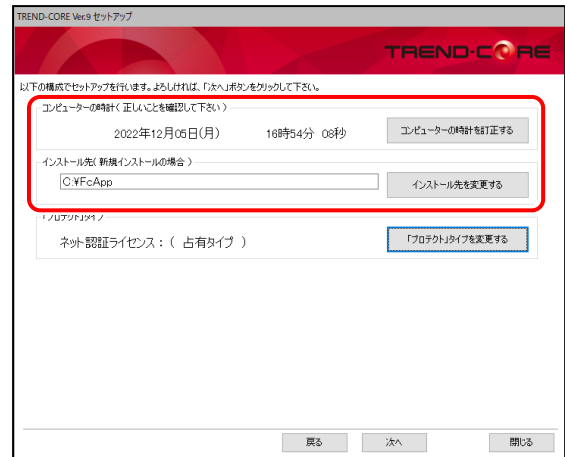 TREND-CORE Ver.9 セットアップ
TREND-CORE
以下の構成でセットアップを行います。よろしければ、「次へ」ボタンをクリックして下さい。
コンピューターの時計( 正しいことを確認して下さい )
2022年12月05日(月) 16時54分 08秒 コンピューターの時計を訂正する
インストール先( 新規インストールの場合 )
C:¥FcApp インストール先を変更する
「プロテクト」タイプ
ネット認証ライセンス：( 占有タイプ ) 「プロテクト」タイプを変更する
戻る 次へ 閉じる